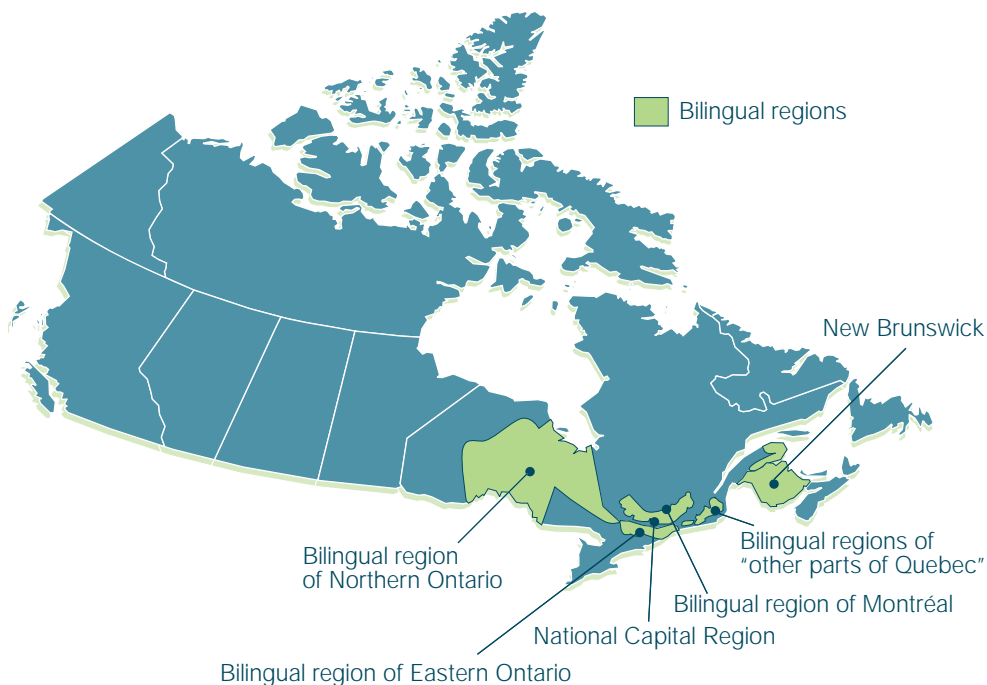 Bilingual regions
New Brunswick
Bilingual region
of Northern Ontario
Bilingual regions of
“other parts of Quebec”
Bilingual region of Montréal
National Capital Region
Bilingual region of Eastern Ontario